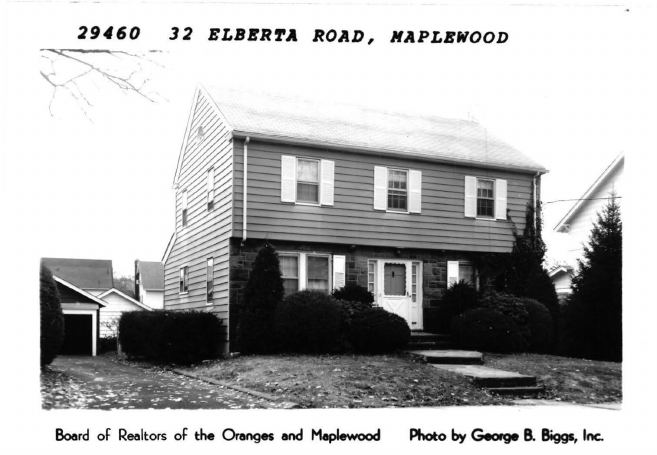 29460 32 ELBERTA ROAD, MAPLEWOOD
Board of Realtors of the Oranges and Maplewood Photo by George B. Biggs, Inc.